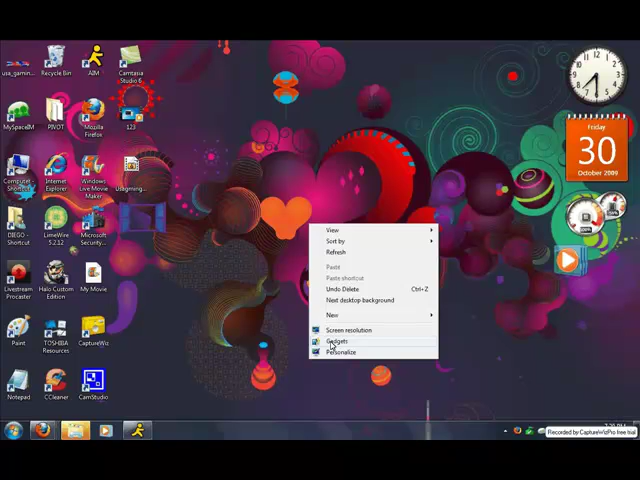 usa_gamin...
Recycle Bin
AIM
Camtasia
Studio 6
MySpaceIM
PIVOT
Mozilla
Firefox
123
Computer -
Shortcut
Internet
Explorer
Windows
Live Movie
Maker
DIEGO -
Shortcut
LimeWire
5.2.12
Microsoft
Security...
Livestream
Procaster
Halo Custom
Edition
My Movie
Paint
TOSHIBA
Resources
CaptureWiz
Notepad
CCleaner
CamStudio
Friday
30
October 2009
View
Sort by
Refresh
Paste
Paste shortcut
Undo Delete Ctrl+Z
Next desktop background
New
Screen resolution
Gadgets
Personalize
Recorded by CaptureWizPro free trial